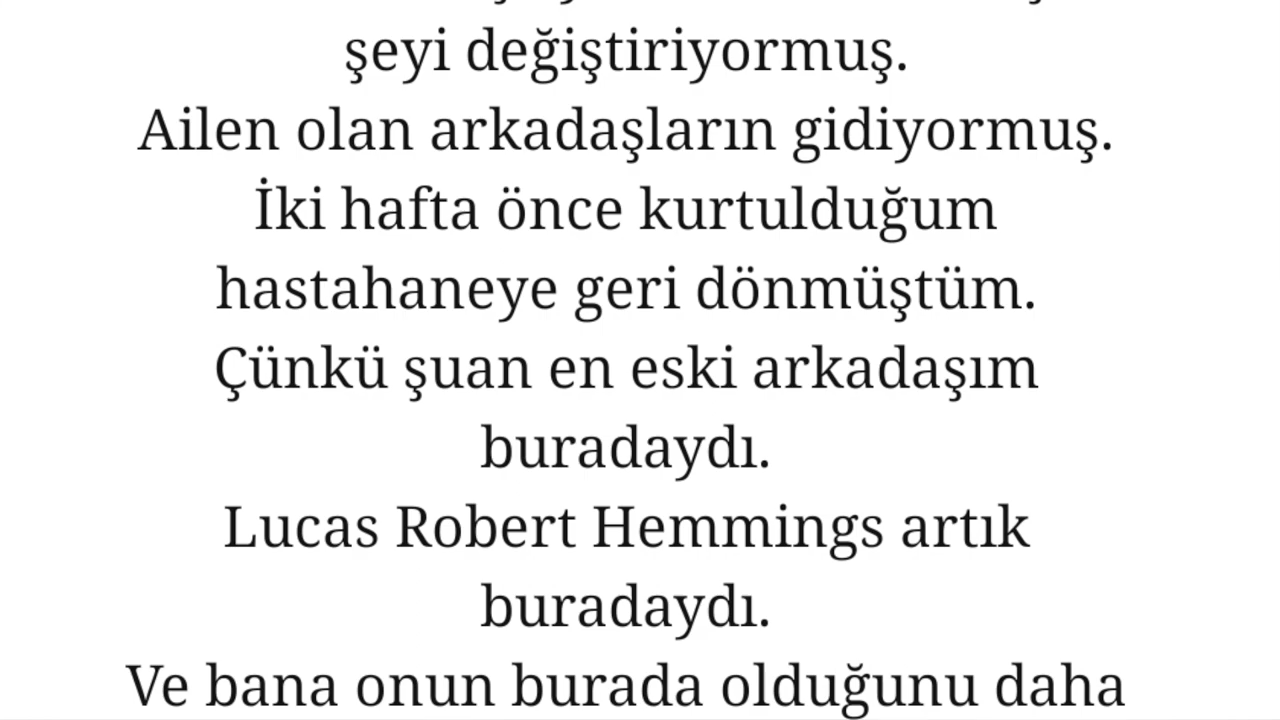 şeyi değiştiriyormuş.
Ailen olan arkadaşların gidiyormuş.
İki hafta önce kurtulduğum
hastahaneye geri dönmüştüm.
Çünkü şuan en eski arkadaşım
buradaydı.
Lucas Robert Hemmings artık
buradaydı.
Ve bana onun burada olduğunu daha